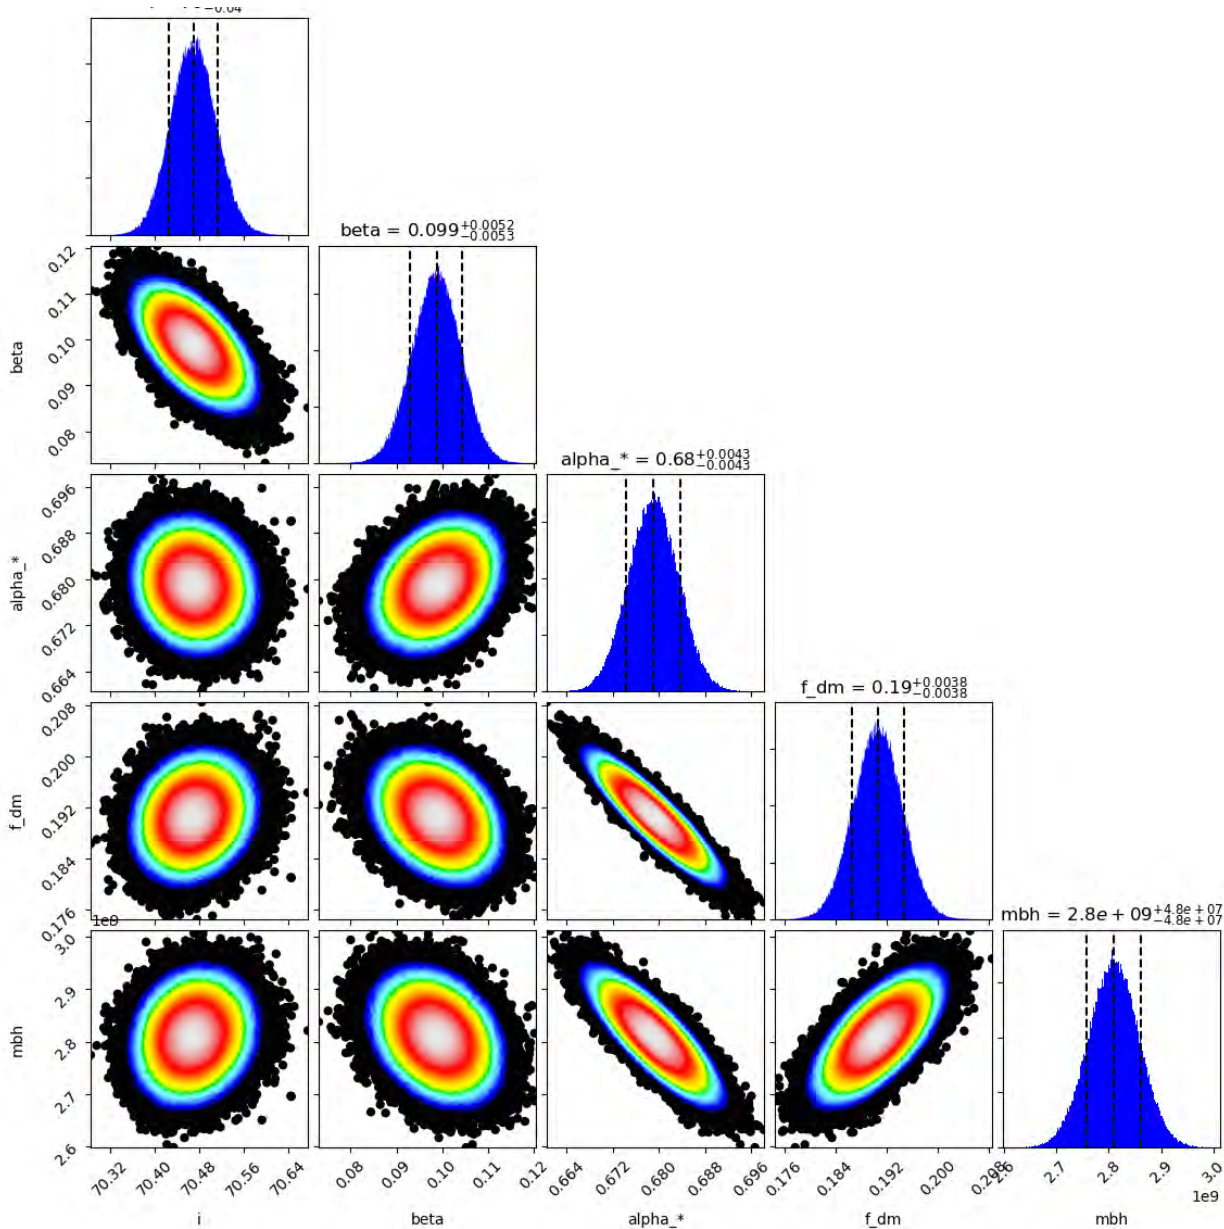 −0.04
beta = 0.099 +0.0052 −0.0053
0.12
0.11
0.10
0.09
0.08
beta
alpha_* = 0.68 +0.0043 −0.0043
0.696
0.688
0.680
0.672
0.664
alpha_*
f_dm = 0.19 +0.0038 −0.0038
0.208
0.200
0.192
0.184
0.176
f_dm
1e9
mbh = 2.8e + 09 +4.8e + 07 −4.8e + 07
3.0
2.9
2.8
2.7
2.6
mbh
70.32 70.40 70.48 70.56 70.64
0.08 0.09 0.10 0.11 0.12
0.664 0.672 0.680 0.688 0.696
0.176 0.184 0.192 0.200
2.7 2.8 2.9 3.0
1e9
i beta alpha_* f_dm mbh